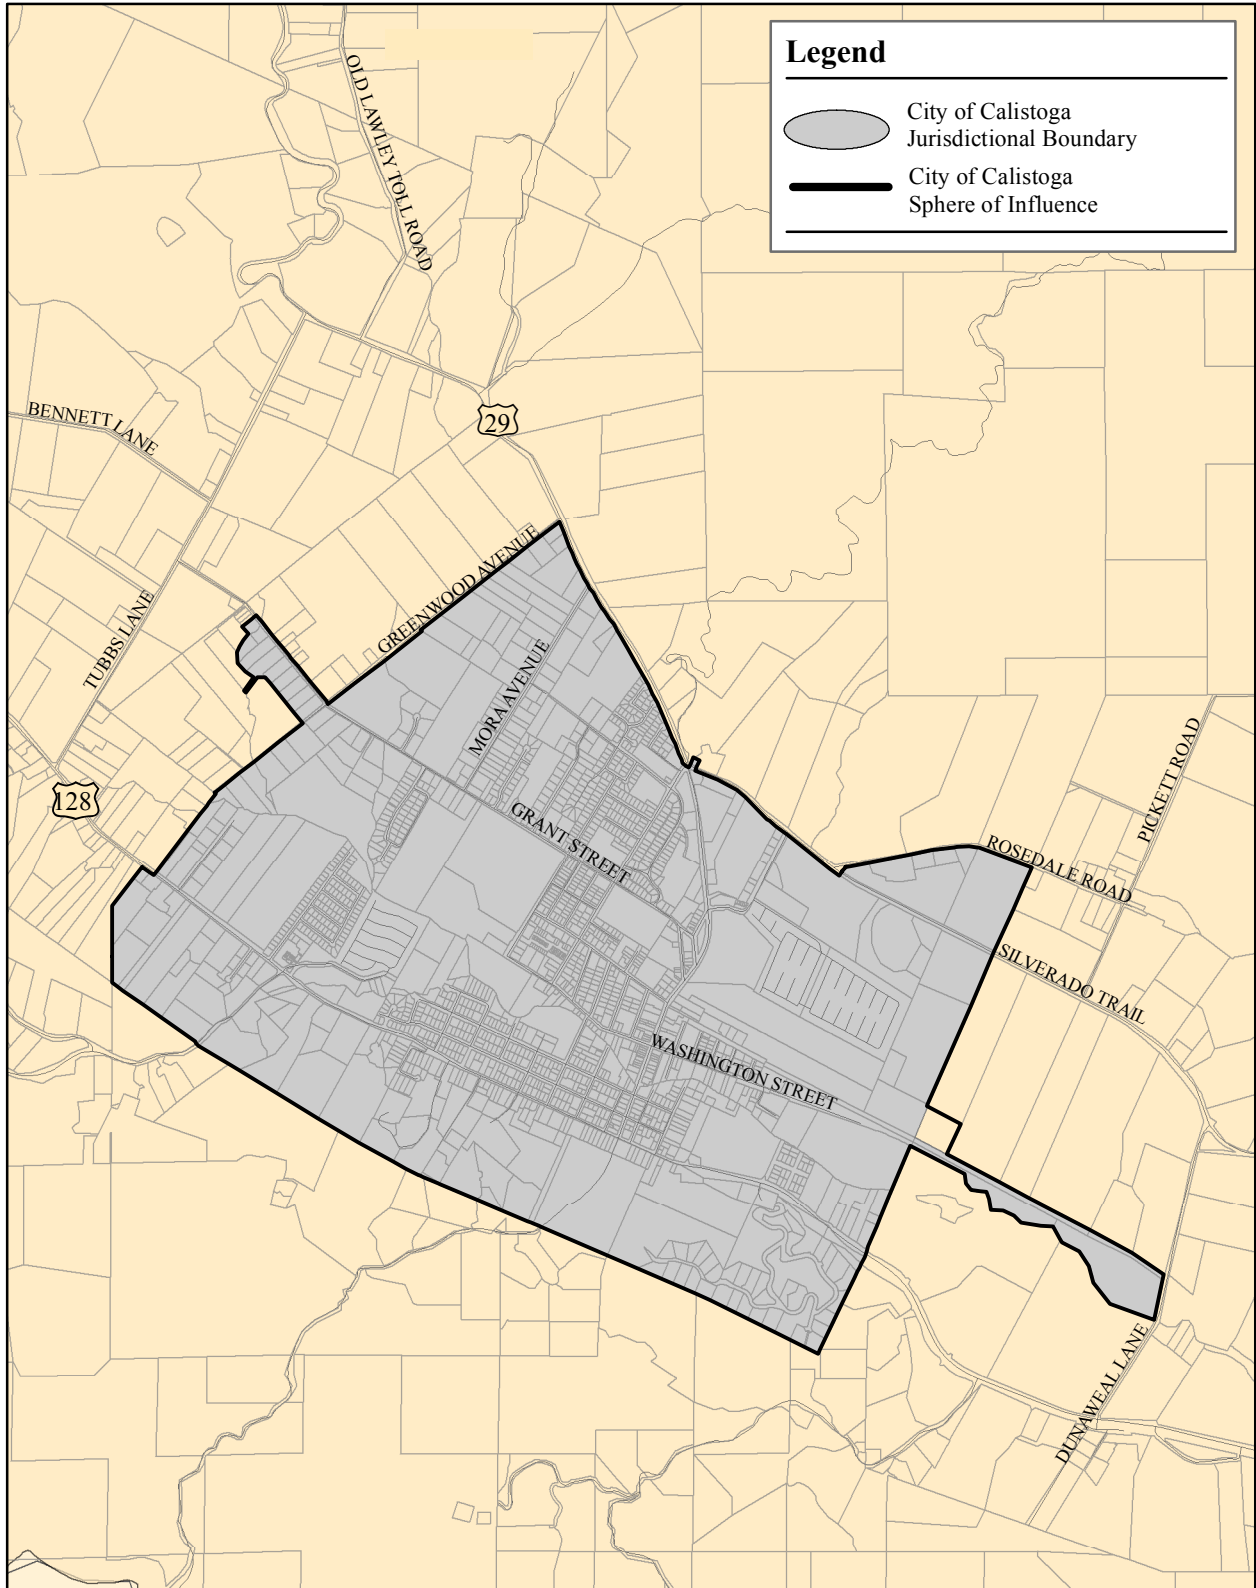 Legend
City of Calistoga
Jurisdictional Boundary
City of Calistoga
Sphere of Influence
OLD LAWLEY TOLL ROAD
BENNETT LANE
29
GREENWOOD AVENUE
TUBBS LANE
MORA AVENUE
PICKETT ROAD
128
GRANT STREET
ROSEDALE ROAD
SILVERADO TRAIL
WASHINGTON STREET
DUNAWEAL LANE